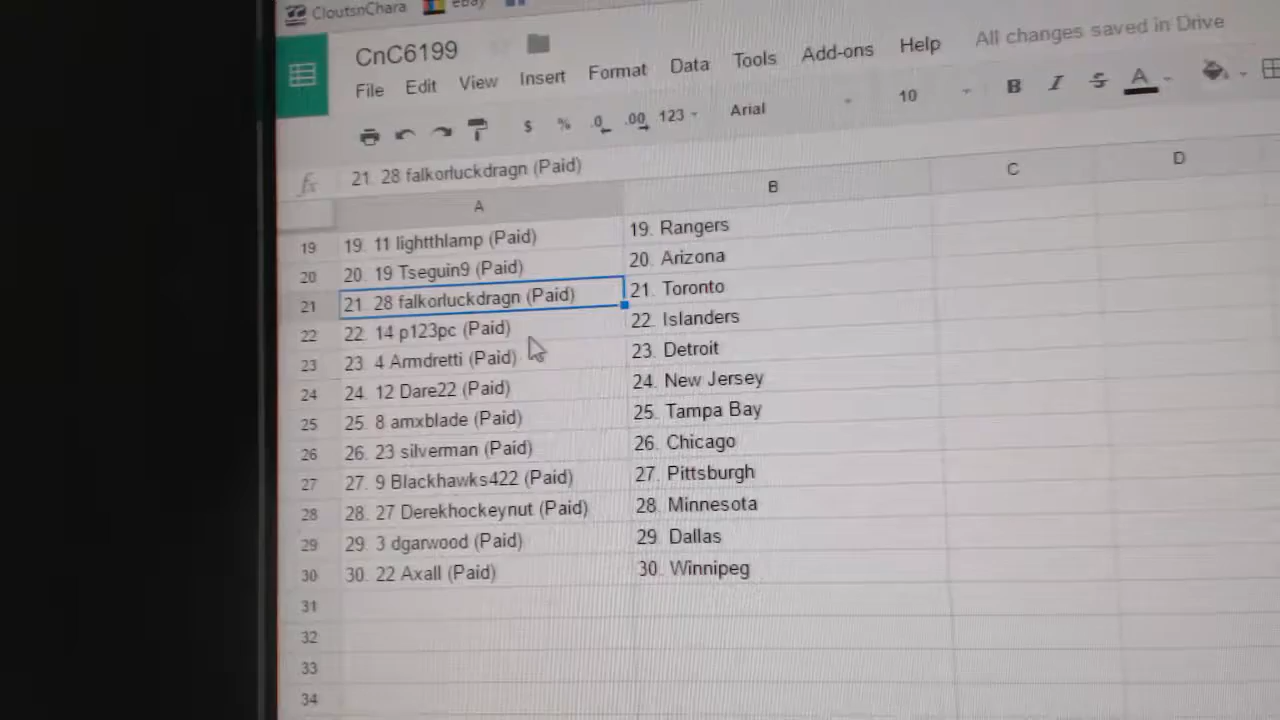 CloutsnChara eBay
CnC6199
File Edit View Insert Format Data Tools Add-ons Help All changes saved in Drive
$ % .0 .00 123 Arial 10 B I S A
fx 21. 28 falkorluckdragn (Paid)
A B C D
19 19. 11 lightthlamp (Paid) 19. Rangers
20 20. 19 Tseguin9 (Paid) 20. Arizona
21 21. 28 falkorluckdragn (Paid) 21. Toronto
22 22. 14 p123pc (Paid) 22. Islanders
23 23. 4 Armdretti (Paid) 23. Detroit
24 24. 12 Dare22 (Paid) 24. New Jersey
25 25. 8 amxblade (Paid) 25. Tampa Bay
26 26. 23 silverman (Paid) 26. Chicago
27 27. 9 Blackhawks422 (Paid) 27. Pittsburgh
28 28. 27 Derekhockeynut (Paid) 28. Minnesota
29 29. 3 dgarwood (Paid) 29. Dallas
30 30. 22 Axall (Paid) 30. Winnipeg
31
32
33
34